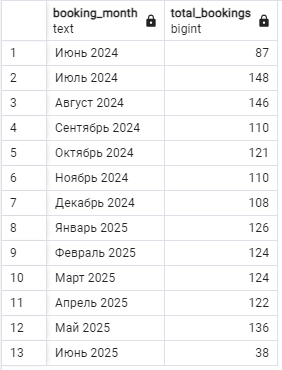 booking_month total_bookings
text bigint
1 Июнь 2024 87
2 Июль 2024 148
3 Август 2024 146
4 Сентябрь 2024 110
5 Октябрь 2024 121
6 Ноябрь 2024 110
7 Декабрь 2024 108
8 Январь 2025 126
9 Февраль 2025 124
10 Март 2025 124
11 Апрель 2025 122
12 Май 2025 136
13 Июнь 2025 38